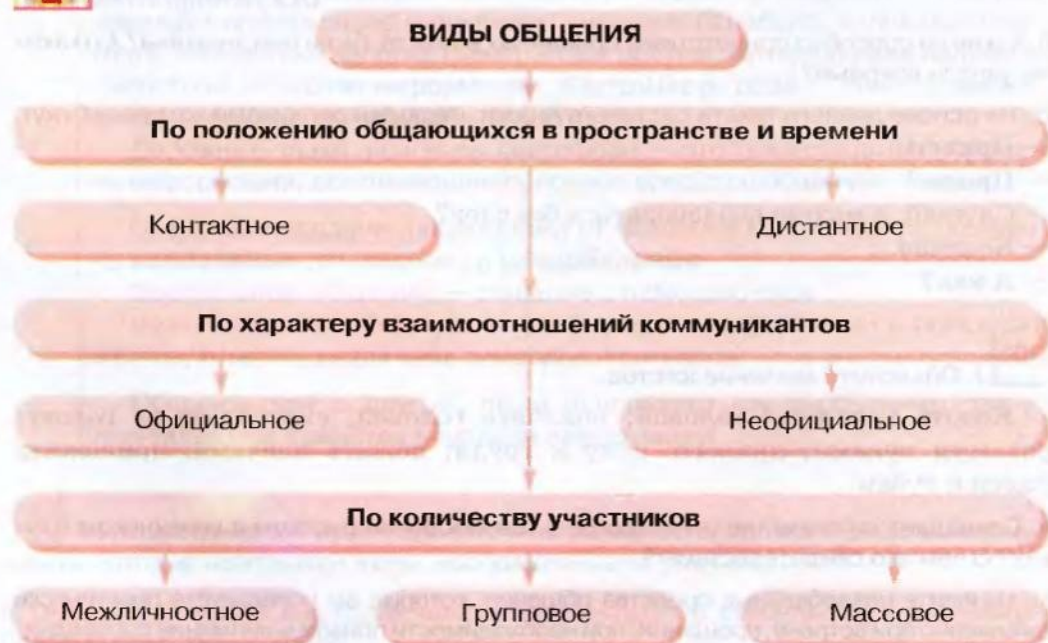 ВИДЫ ОБЩЕНИЯ
По положению общающихся в пространстве и времени
Контактное
Дистантное
По характеру взаимоотношений коммуникантов
Официальное
Неофициальное
По количеству участников
Межличностное
Групповое
Массовое